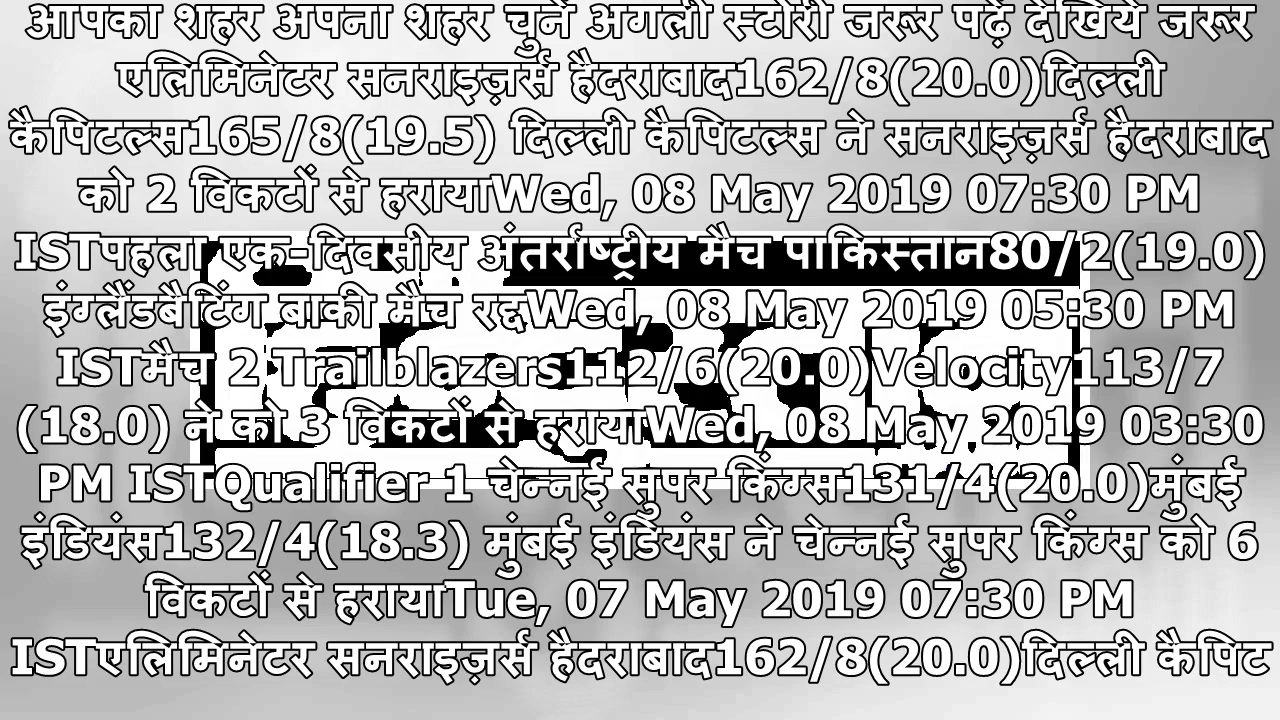 आपका शहर अपना शहर चुनें अगली स्टोरी जरूर पढ़ें देखिये जरूर
एलिमिनेटर सनराइज़र्स हैदराबाद162/8(20.0)दिल्ली
कैपिटल्स165/8(19.5) दिल्ली कैपिटल्स ने सनराइज़र्स हैदराबाद
को 2 विकटों से हरायाWed, 08 May 2019 07:30 PM
ISTपहला एक-दिवसीय अंतर्राष्ट्रीय मैच पाकिस्तान80/2(19.0)
इंग्लैंडबैटिंग बाकी मैच रद्दWed, 08 May 2019 05:30 PM
ISTमैच 2 Trailblazers112/6(20.0)Velocity113/7
(18.0) ने को 3 विकटों से हरायाWed, 08 May 2019 03:30
PM ISTQualifier 1 चेन्नई सुपर किंग्स131/4(20.0)मुंबई
इंडियंस132/4(18.3) मुंबई इंडियंस ने चेन्नई सुपर किंग्स को 6
विकटों से हरायाTue, 07 May 2019 07:30 PM
ISTएलिमिनेटर सनराइज़र्स हैदराबाद162/8(20.0)दिल्ली कैपिट